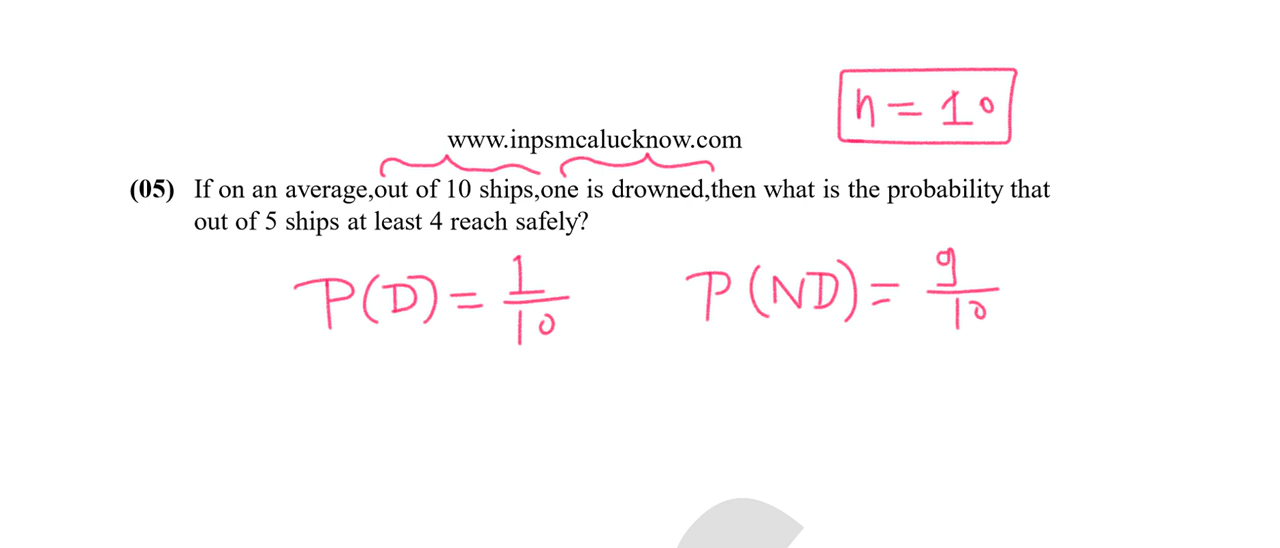 n = 10
www.inpsmcalucknow.com
(05) If on an average,out of 10 ships,one is drowned,then what is the probability that
out of 5 ships at least 4 reach safely?
P(D) = 1/10 P(ND) = 9/10